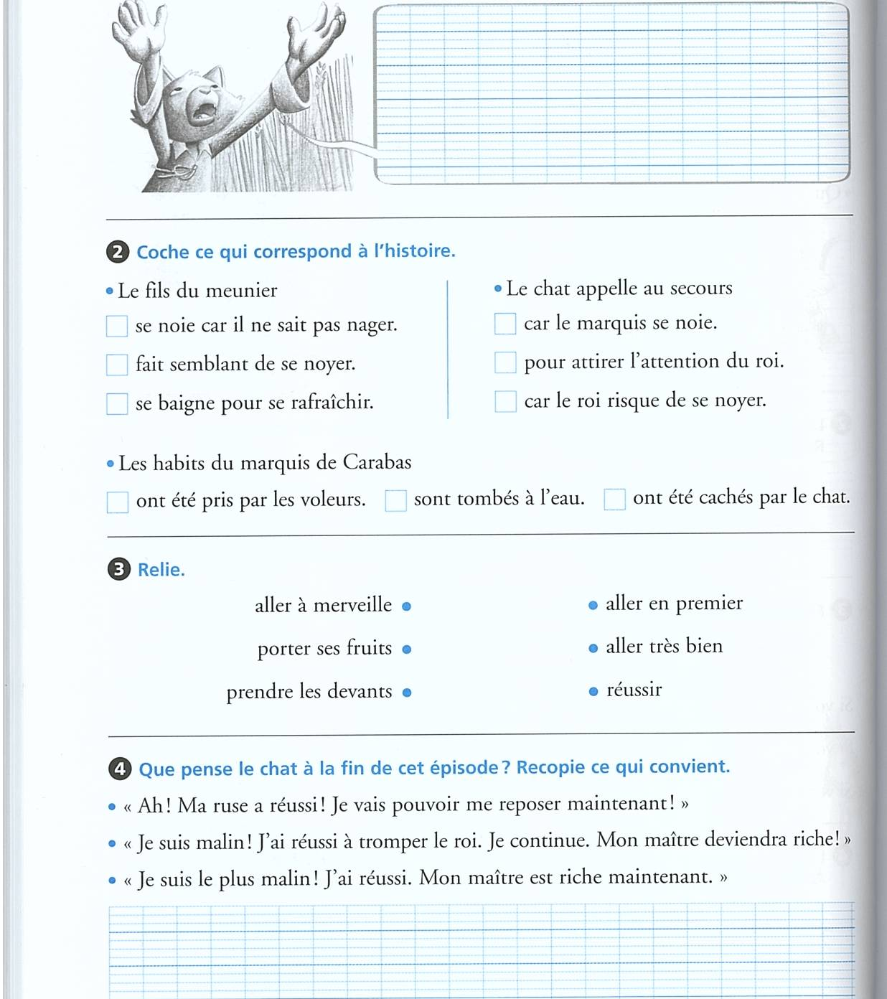 2 Coche ce qui correspond à l'histoire.
• Le fils du meunier
se noie car il ne sait pas nager.
fait semblant de se noyer.
se baigne pour se rafraîchir.
• Le chat appelle au secours
car le marquis se noie.
pour attirer l'attention du roi.
car le roi risque de se noyer.
• Les habits du marquis de Carabas
ont été pris par les voleurs. sont tombés à l'eau. ont été cachés par le chat.
3 Relie.
aller à merveille • • aller en premier
porter ses fruits • • aller très bien
prendre les devants • • réussir
4 Que pense le chat à la fin de cet épisode ? Recopie ce qui convient.
• « Ah ! Ma ruse a réussi ! Je vais pouvoir me reposer maintenant ! »
• « Je suis malin ! J'ai réussi à tromper le roi. Je continue. Mon maître deviendra riche ! »
• « Je suis le plus malin ! J'ai réussi. Mon maître est riche maintenant. »